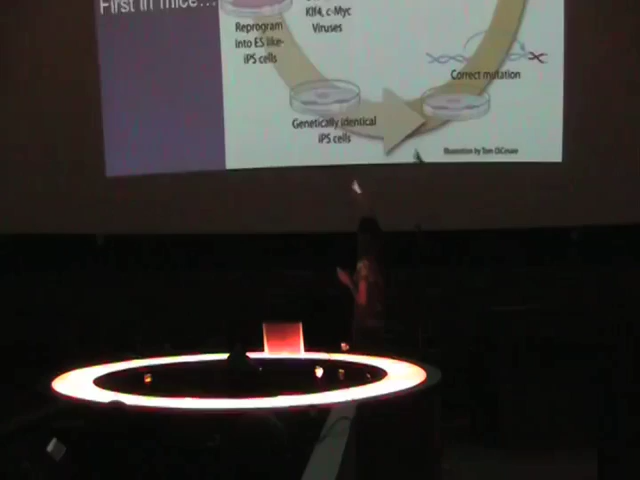 First in mice...
Klf4, c-Myc
Viruses
Reprogram
into ES like-
iPS cells
Correct mutation
Genetically identical
iPS cells
Illustration by Tom DiCesare